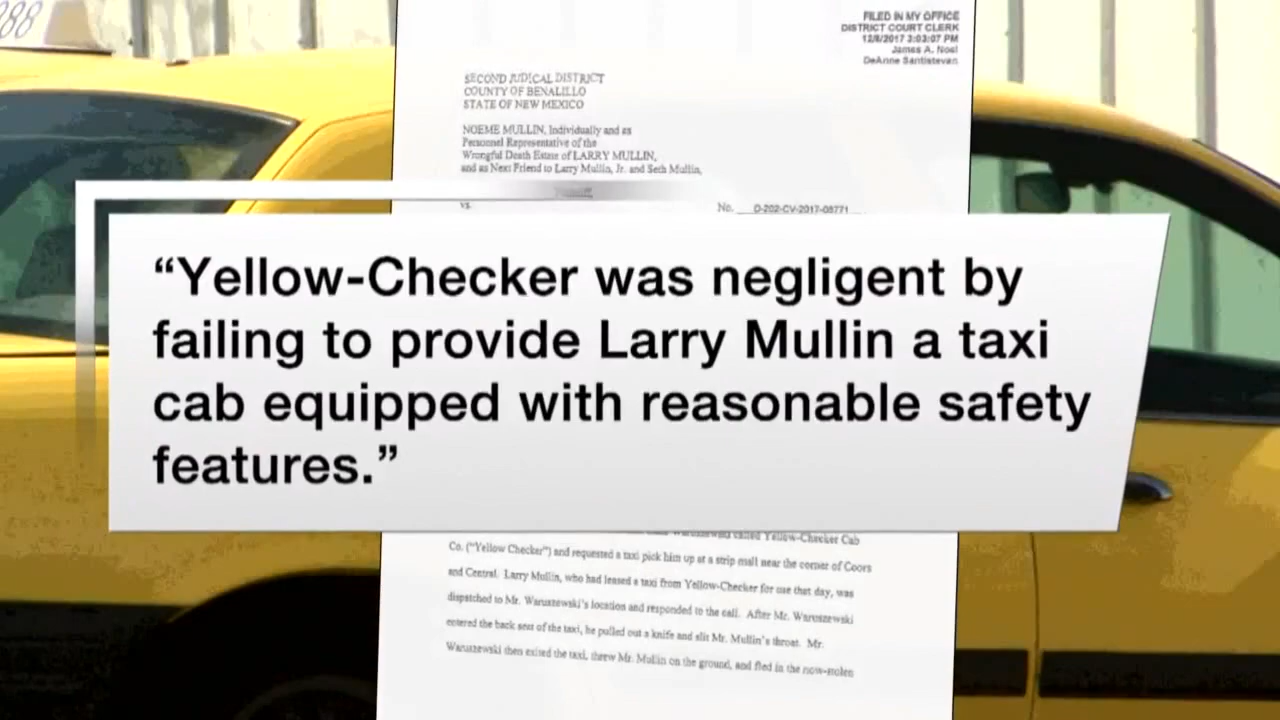 FILED IN MY OFFICE
DISTRICT COURT CLERK
12/8/2017 3:03:07 PM
James A. Noel
DeAnne Santistevan
SECOND JUDICAL DISTRICT
COUNTY OF BENALILLO
STATE OF NEW MEXICO
NOEME MULLIN, Individually and as
Personnel Representative of the
Wrongful Death Estate of LARRY MULLIN,
and as Next Friend to Larry Mullin, Jr. and Seth Mullin,
vs.
No. D-202-CV-2017-08771
“Yellow-Checker was negligent by
failing to provide Larry Mullin a taxi
cab equipped with reasonable safety
features.”
called Yellow-Checker Cab
Co. ("Yellow Checker") and requested a taxi pick him up at a strip mall near the corner of Coors
and Central. Larry Mullin, who had leased a taxi from Yellow-Checker for use that day, was
dispatched to Mr. Waruszewski's location and responded to the call. After Mr. Waruszewski
entered the back seat of the taxi, he pulled out a knife and slit Mr. Mullin's throat. Mr.
Waruszewski then exited the taxi, threw Mr. Mullin on the ground, and fled in the now-stolen